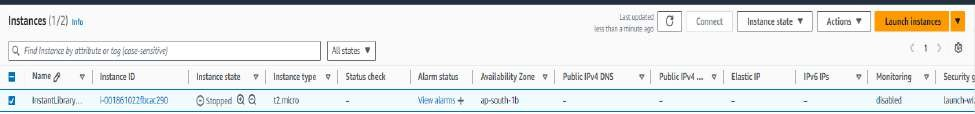 Instances (1/2) Info
Last updated
less than a minute ago
Connect
Instance state
Actions
Launch instances
Find Instance by attribute or tag (case-sensitive)
All states
1
Name Instance ID Instance state Instance type Status check Alarm status Availability Zone Public IPv4 DNS Public IPv4 ... Elastic IP IPv6 IPs Monitoring Security g
InstantLibrary... i-001861022fbcac290 Stopped t2.micro – View alarms + ap-south-1b – – – – disabled launch-wi